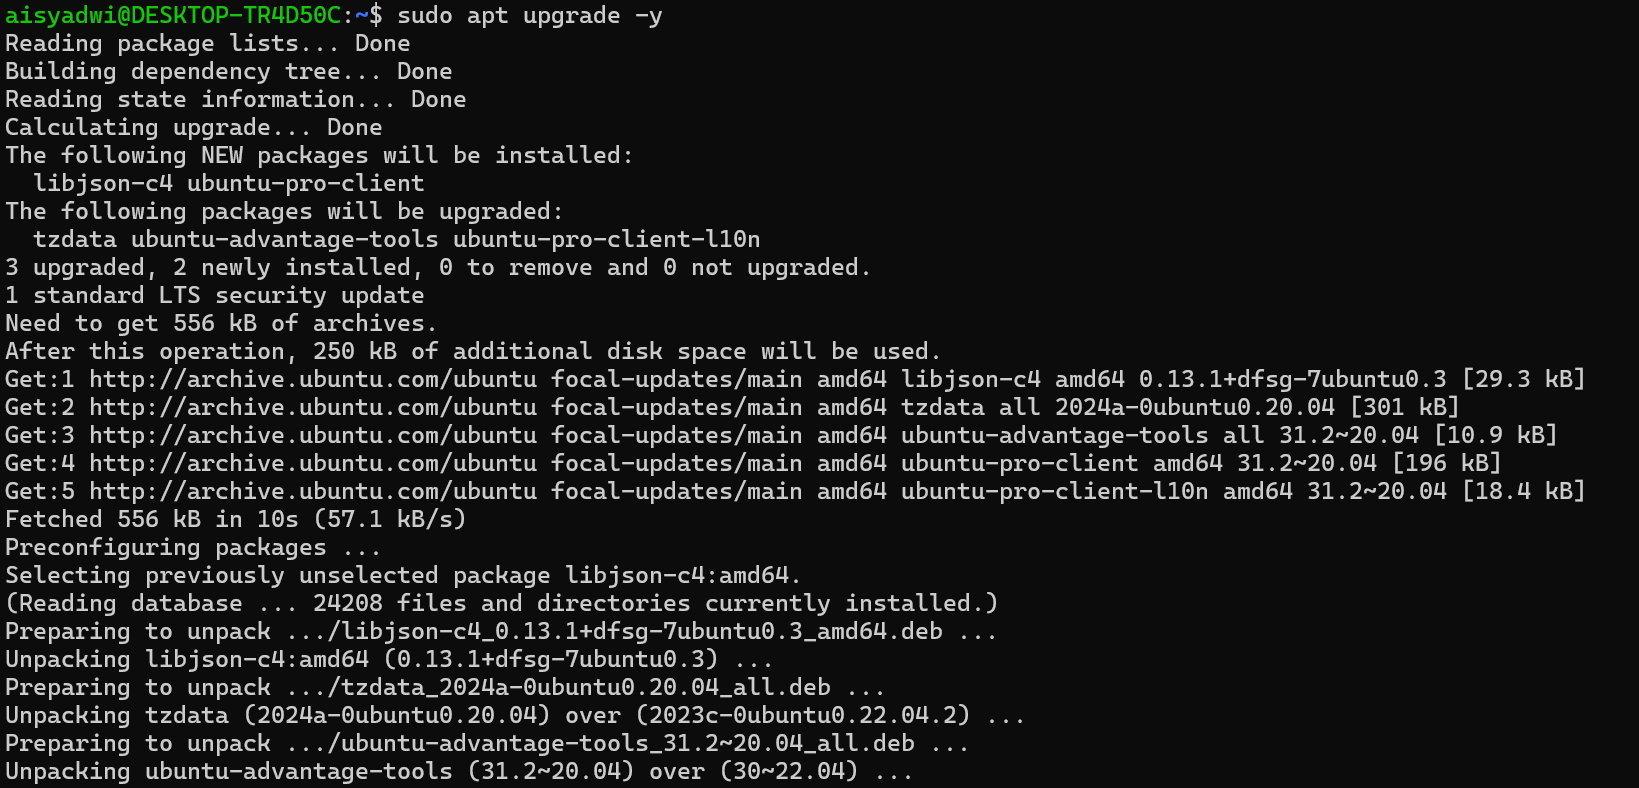 aisyadwi@DESKTOP-TR4D50C:~$ sudo apt upgrade -y
Reading package lists... Done
Building dependency tree... Done
Reading state information... Done
Calculating upgrade... Done
The following NEW packages will be installed:
  libjson-c4 ubuntu-pro-client
The following packages will be upgraded:
  tzdata ubuntu-advantage-tools ubuntu-pro-client-l10n
3 upgraded, 2 newly installed, 0 to remove and 0 not upgraded.
1 standard LTS security update
Need to get 556 kB of archives.
After this operation, 250 kB of additional disk space will be used.
Get:1 http://archive.ubuntu.com/ubuntu focal-updates/main amd64 libjson-c4 amd64 0.13.1+dfsg-7ubuntu0.3 [29.3 kB]
Get:2 http://archive.ubuntu.com/ubuntu focal-updates/main amd64 tzdata all 2024a-0ubuntu0.20.04 [301 kB]
Get:3 http://archive.ubuntu.com/ubuntu focal-updates/main amd64 ubuntu-advantage-tools all 31.2~20.04 [10.9 kB]
Get:4 http://archive.ubuntu.com/ubuntu focal-updates/main amd64 ubuntu-pro-client amd64 31.2~20.04 [196 kB]
Get:5 http://archive.ubuntu.com/ubuntu focal-updates/main amd64 ubuntu-pro-client-l10n amd64 31.2~20.04 [18.4 kB]
Fetched 556 kB in 10s (57.1 kB/s)
Preconfiguring packages ...
Selecting previously unselected package libjson-c4:amd64.
(Reading database ... 24208 files and directories currently installed.)
Preparing to unpack .../libjson-c4_0.13.1+dfsg-7ubuntu0.3_amd64.deb ...
Unpacking libjson-c4:amd64 (0.13.1+dfsg-7ubuntu0.3) ...
Preparing to unpack .../tzdata_2024a-0ubuntu0.20.04_all.deb ...
Unpacking tzdata (2024a-0ubuntu0.20.04) over (2023c-0ubuntu0.22.04.2) ...
Preparing to unpack .../ubuntu-advantage-tools_31.2~20.04_all.deb ...
Unpacking ubuntu-advantage-tools (31.2~20.04) over (30~22.04) ...